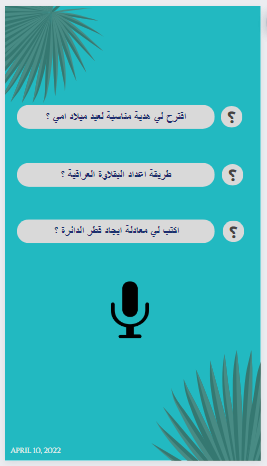 اقترح لي هدية مناسبة لعيد ميلاد امي ؟
؟
طريقة اعداد البقلاوة العراقية ؟
؟
اكتب لي معادلة ايجاد قطر الدائرة ؟
؟
APRIL 10, 2022